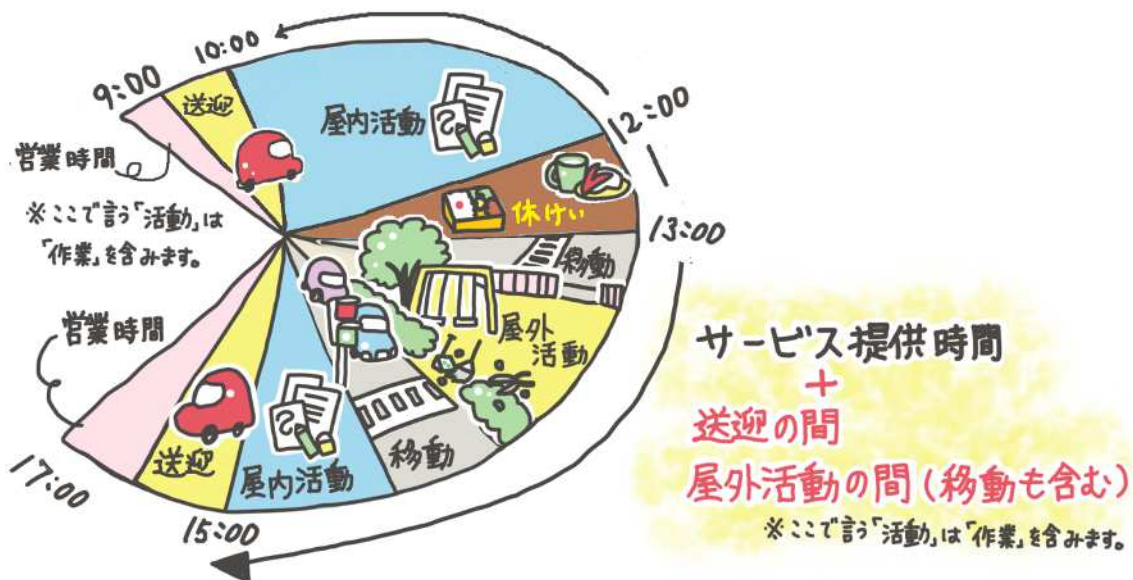 9:00
10:00
送迎
屋内活動
12:00
営業時間
※ここで言う「活動」は
「作業」を含みます。
休けい
13:00
移動
屋外
活動
営業時間
サービス提供時間
+
送迎の間
屋外活動の間(移動も含む)
※ここで言う「活動」は「作業」を含みます。
移動
屋内活動
送迎
17:00
15:00